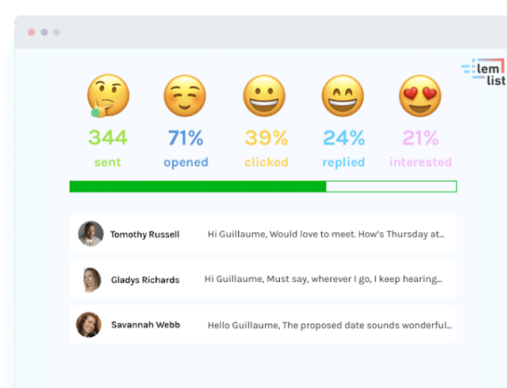 lem
list
344 71% 39% 24% 21%
sent opened clicked replied interested
Tomothy Russell Hi Guillaume, Would love to meet. How's Thursday at...
Gladys Richards Hi Guillaume, Must say, wherever I go, I keep hearing...
Savannah Webb Hello Guillaume, The proposed date sounds wonderful...